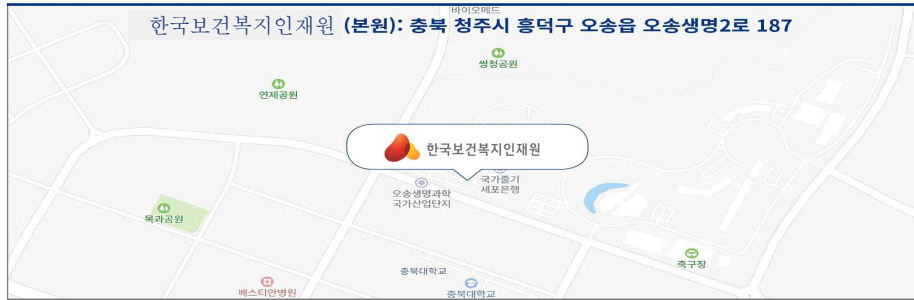 바이오메드
한국보건복지인재원 (본원): 충북 청주시 흥덕구 오송읍 오송생명2로 187
쌍청공원
연제공원
한국보건복지인재원
국가줄기
세포은행
오송생명과학
국가산업단지
목과공원
축구장
충북대학교
베스티안병원
충북대학교